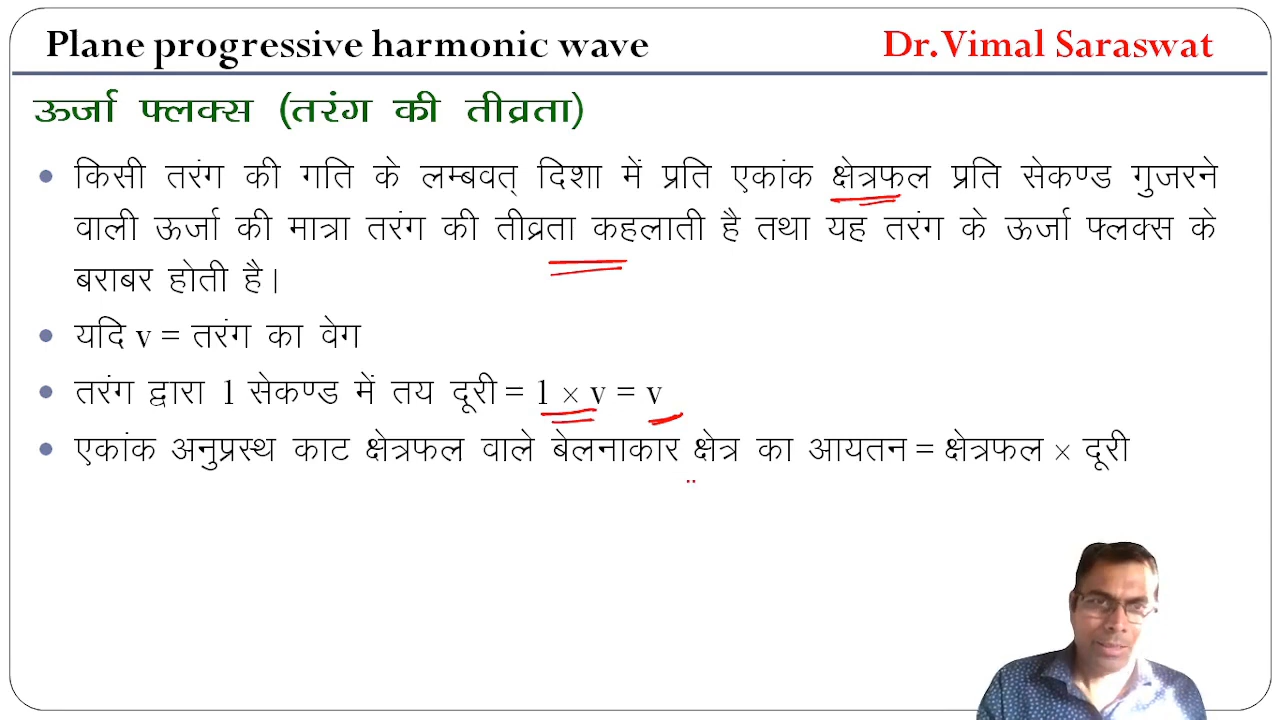 Plane progressive harmonic wave Dr.Vimal Saraswat
ऊर्जा फ्लक्स (तरंग की तीव्रता)
किसी तरंग की गति के लम्बवत् दिशा में प्रति एकांक क्षेत्रफल प्रति सेकण्ड गुजरने
वाली ऊर्जा की मात्रा तरंग की तीव्रता कहलाती है तथा यह तरंग के ऊर्जा फ्लक्स के
बराबर होती है।
यदि v = तरंग का वेग
तरंग द्वारा 1 सेकण्ड में तय दूरी = 1 × v = v
एकांक अनुप्रस्थ काट क्षेत्रफल वाले बेलनाकार क्षेत्र का आयतन = क्षेत्रफल × दूरी